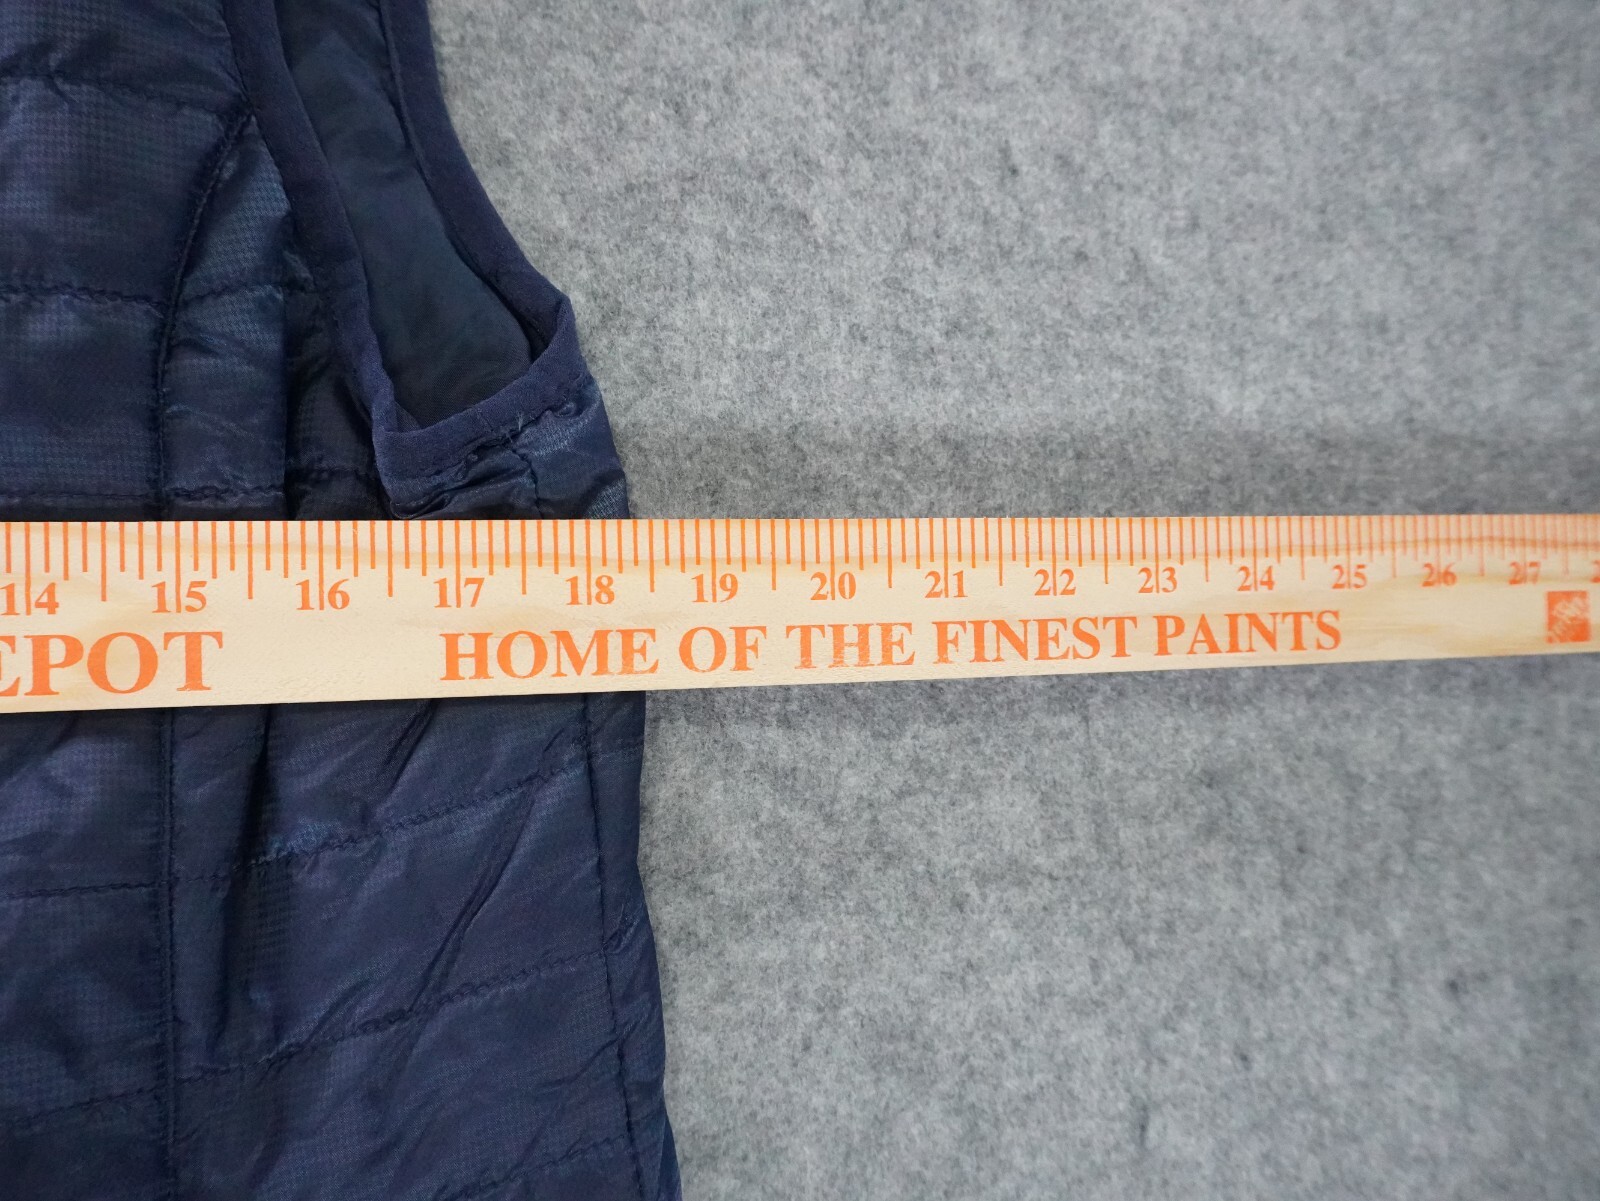 14 15 16 17 18 19 20 21 22 23 24 25 26 27
EPOT HOME OF THE FINEST PAINTS